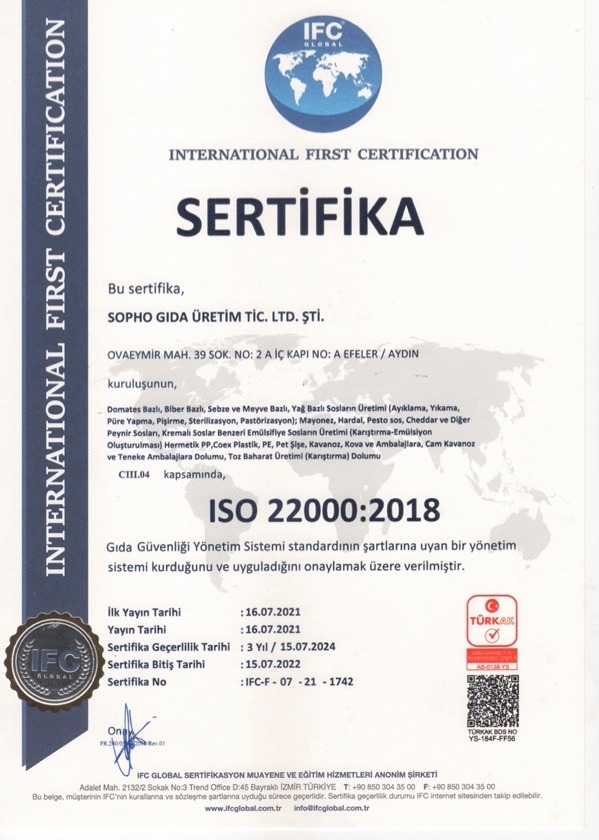 IFC
GLOBAL
INTERNATIONAL FIRST CERTIFICATION
INTERNATIONAL FIRST CERTIFICATION
SERTİFİKA
Bu sertifika,
SOPHO GIDA ÜRETİM TİC. LTD. ŞTİ.
OVAEYMİR MAH. 39 SOK. NO: 2 A İÇ KAPI NO: A EFELER / AYDIN
kuruluşunun,
Domates Bazlı, Biber Bazlı, Sebze ve Meyve Bazlı, Yağ Bazlı Sosların Üretimi (Ayıklama, Yıkama,
Püre Yapma, Pişirme, Sterilizasyon, Pastörizasyon); Mayonez, Hardal, Pesto sos, Cheddar ve Diğer
Peynir Sosları, Kremalı Soslar Benzeri Emülsifiye Sosların Üretimi (Karıştırma-Emülsiyon
Oluşturulması) Hermetik PP,Coex Plastik, PE, Pet Şişe, Kavanoz, Kova ve Ambalajlara, Cam Kavanoz
ve Teneke Ambalajlara Dolumu, Toz Baharat Üretimi (Karıştırma) Dolumu
CIII.04 kapsamında,
ISO 22000:2018
Gıda Güvenliği Yönetim Sistemi standardının şartlarına uyan bir yönetim
sistemi kurduğunu ve uyguladığını onaylamak üzere verilmiştir.
İlk Yayın Tarihi : 16.07.2021
Yayın Tarihi : 16.07.2021
Sertifika Geçerlilik Tarihi : 3 Yıl / 15.07.2024
Sertifika Bitiş Tarihi : 15.07.2022
Sertifika No : IFC-F - 07 - 21 - 1742
TÜRKAK
AB-0138-YS
TÜRKAK BDS NO
YS-184F-FF56
IFC
GLOBAL
Onay
IFC GLOBAL SERTİFİKASYON MUAYENE VE EĞİTİM HİZMETLERİ ANONİM ŞİRKETİ
Adalet Mah. 2132/2 Sokak No:3 Trend Office D:45 Bayraklı İZMİR TÜRKİYE T: +90 850 304 35 00 F: +90 850 304 35 00
Bu belge, müşterinin IFC'nin kurallarına ve sözleşme şartlarına uyduğu sürece geçerlidir. Sertifika geçerlilik durumu IFC internet sitesinden takip edilebilir.
www.ifcglobal.com.tr info@ifcglobal.com.tr